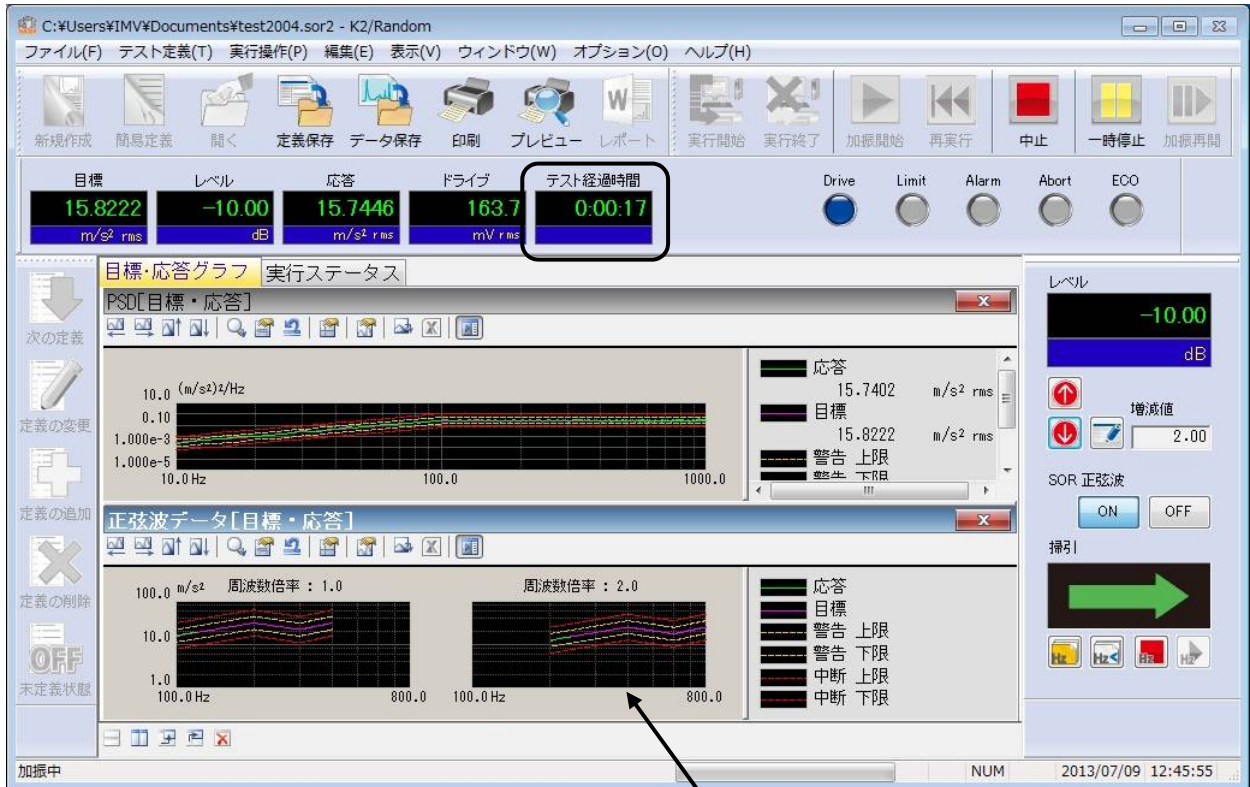 C:¥Users¥IMV¥Documents¥test2004.sor2 - K2/Random
ファイル(F) テスト定義(T) 実行操作(P) 編集(E) 表示(V) ウィンドウ(W) オプション(O) ヘルプ(H)
新規作成 簡易定義 開く 定義保存 データ保存 印刷 プレビュー レポート 実行開始 実行終了 加振開始 再実行 中止 一時停止 加振再開
目標 レベル 応答 ドライブ テスト経過時間 Drive Limit Alarm Abort ECO
15.8222 -10.00 15.7446 163.7 0:00:17
m/s² rms dB m/s² rms mV rms
次の定義
定義の変更
定義の追加
定義の削除
OFF
未定義状態
目標・応答グラフ 実行ステータス
PSD[目標・応答]
10.0 (m/s²)²/Hz
0.10
1.000e-3
1.000e-5
10.0Hz 100.0 1000.0
応答
15.7402 m/s² rms
目標
15.8222 m/s² rms
警告 上限
警告 下限
正弦波データ[目標・応答]
100.0 m/s² 周波数倍率 : 1.0 周波数倍率 : 2.0
10.0
1.0
100.0Hz 800.0 100.0Hz 800.0
応答
目標
警告 上限
警告 下限
中断 上限
中断 下限
レベル
-10.00
dB
増減値
2.00
SOR 正弦波
ON OFF
掃引
Hz Hz< Hz Hz
加振中 NUM 2013/07/09 12:45:55